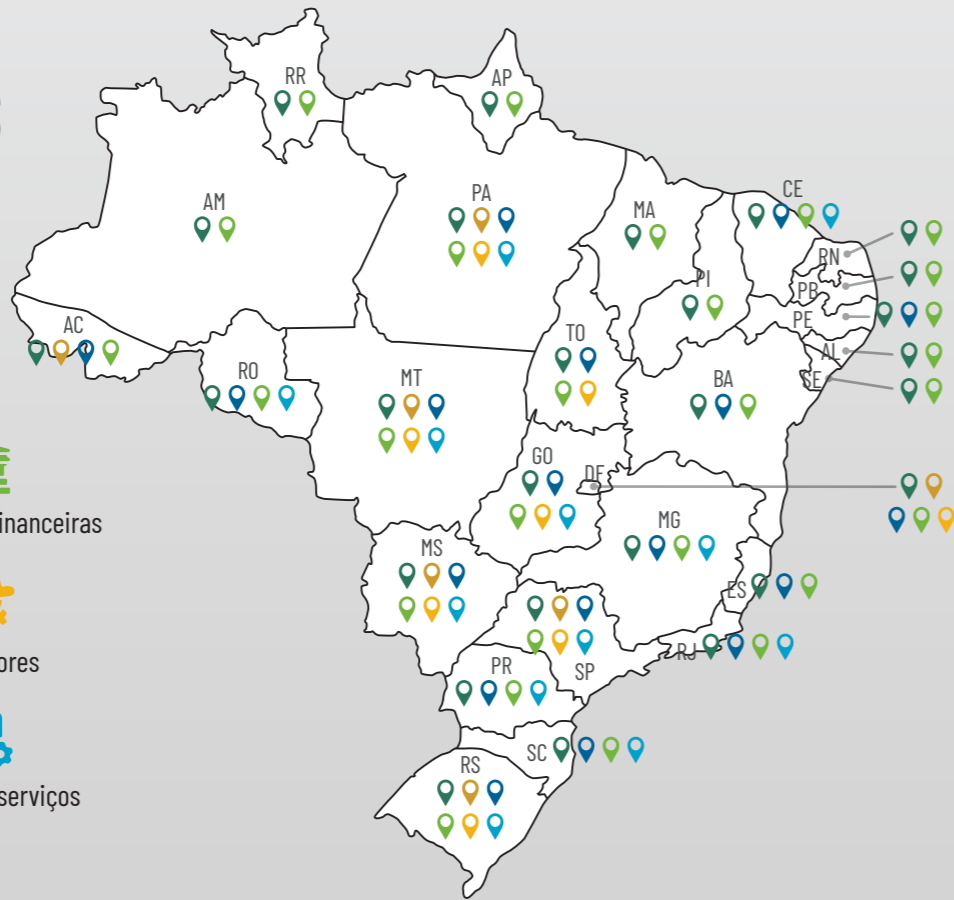 RR
AP
AM
PA
MA
CE
RN
PI
PB
PE
AC
TO
AL
RO
MT
BA
SE
GO
DF
inanceiras
MG
MS
ES
ores
RJ
PR
SP
SC
RS
serviços